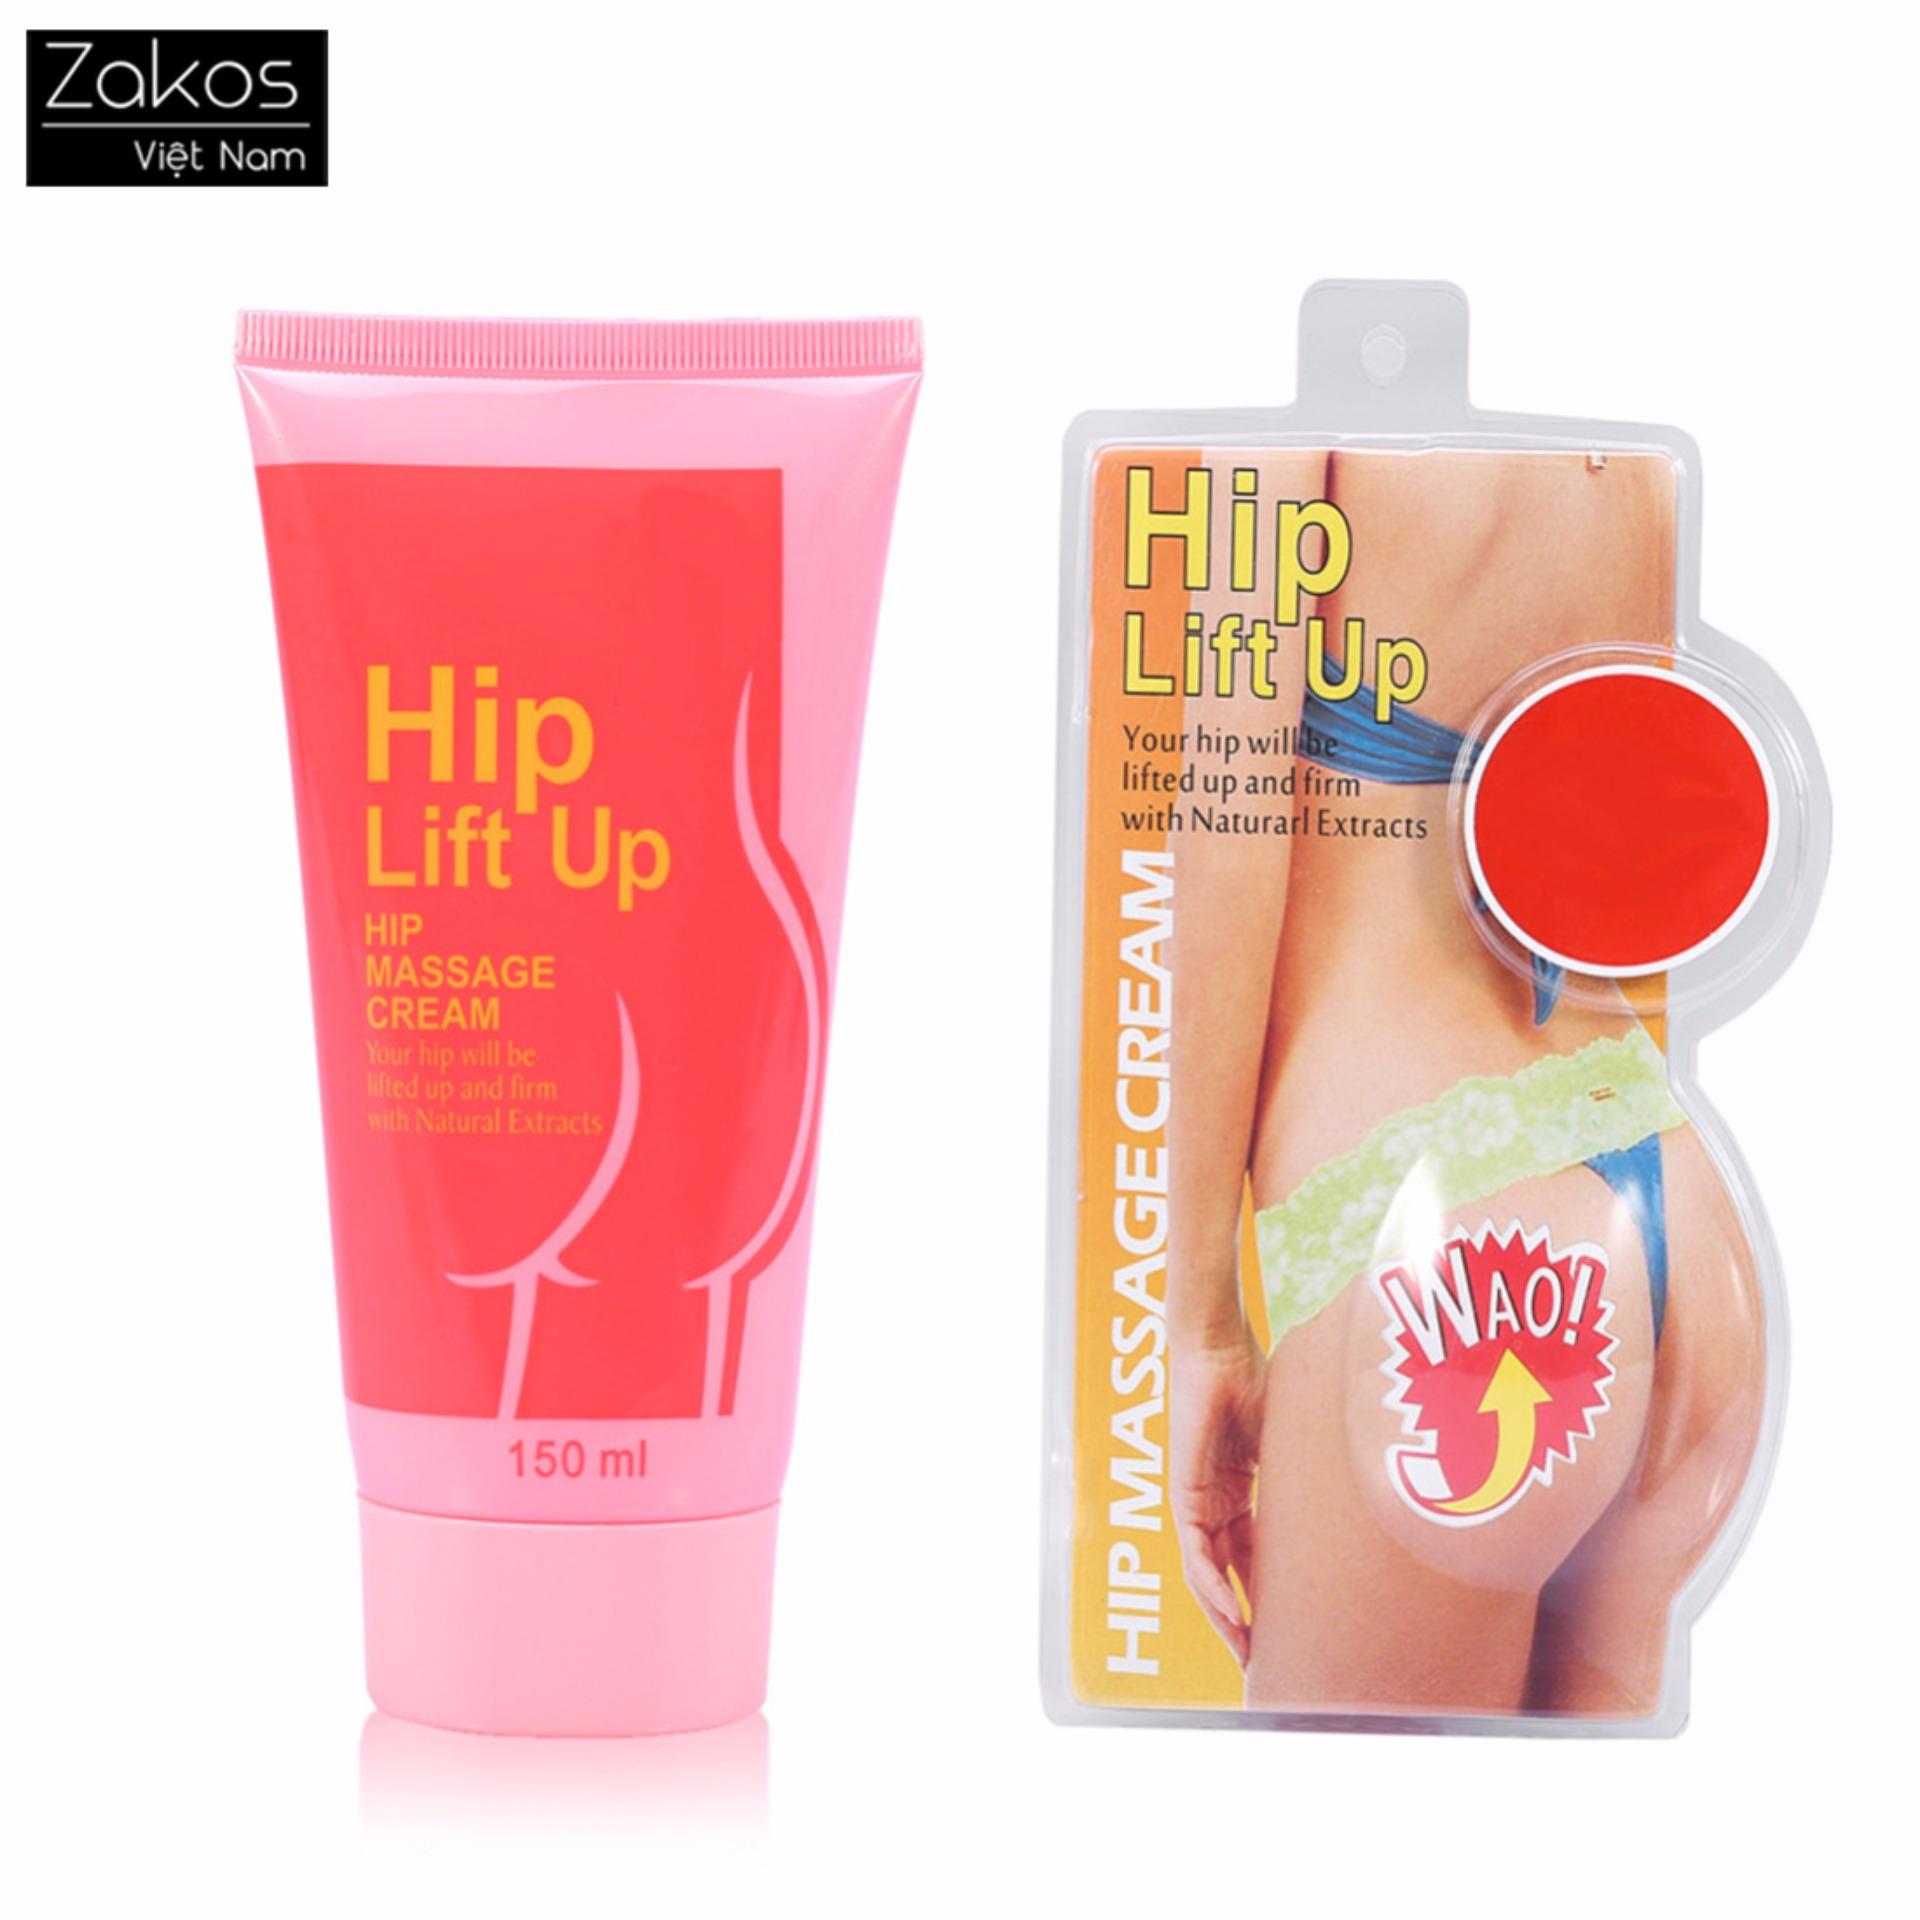 Zakos
Việt Nam
Hip
Lift Up
HIP
MASSAGE
CREAM
Your hip will be
lifted up and firm
with Natural Extracts
150 ml
Hip
Lift Up
Your hip will be
lifted up and firm
with Naturarl Extracts
HIP MASSAGE CREAM
WAO!